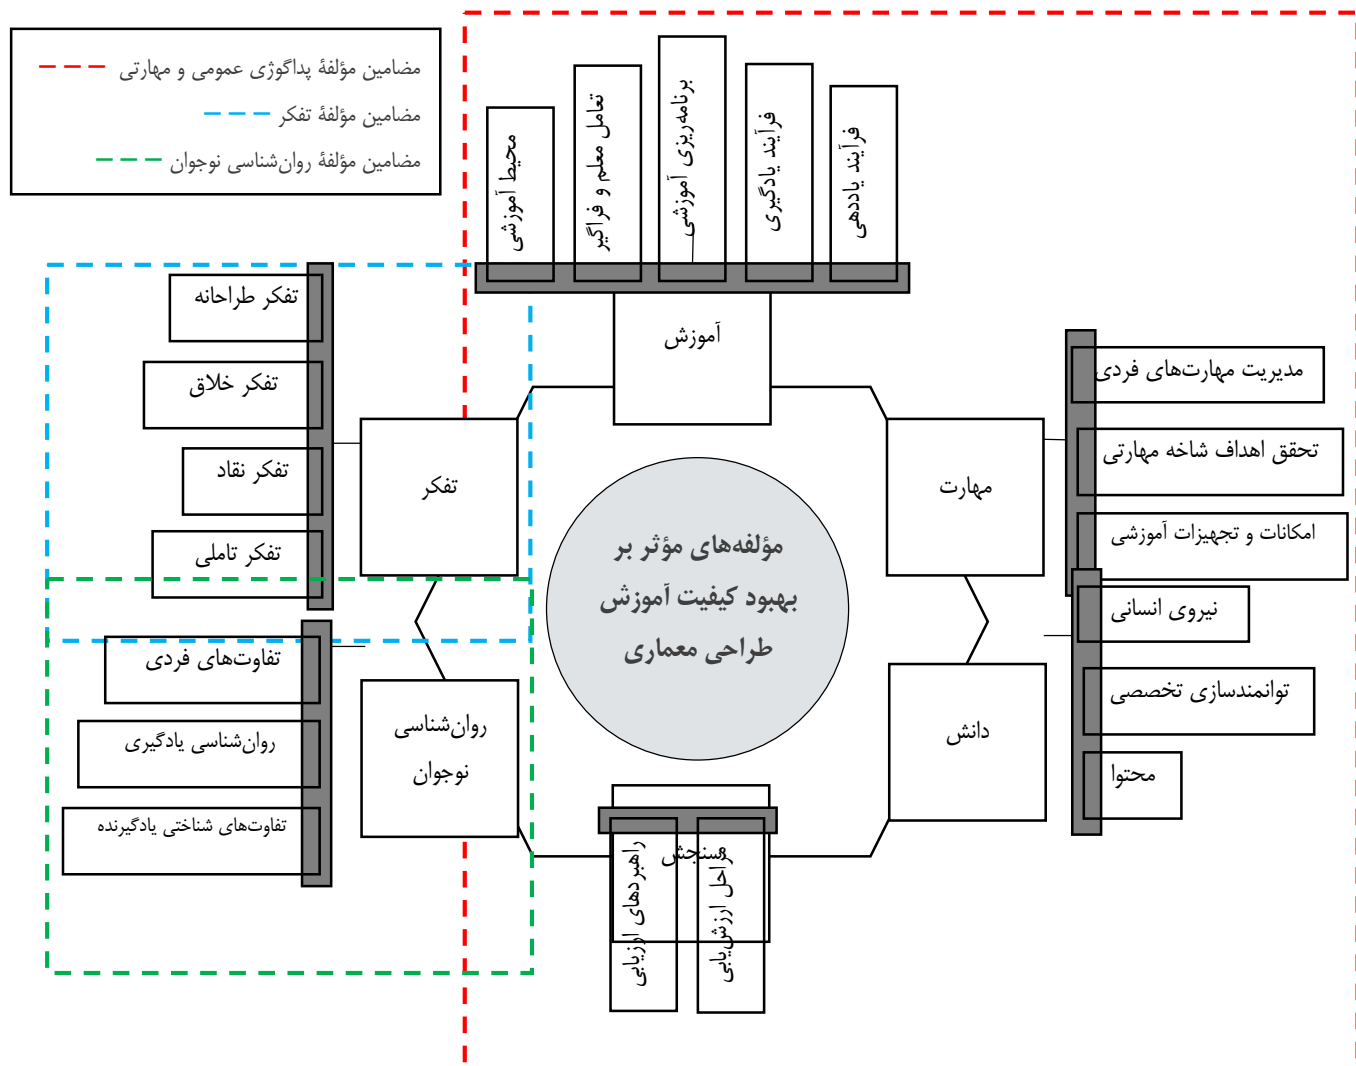 مضامین مؤلفهٔ پداگوژی عمومی و مهارتی
مضامین مؤلفهٔ تفکر
مضامین مؤلفهٔ روان‌شناسی نوجوان
فرآیند یاددهی
فرآیند یادگیری
برنامه‌ریزی آموزشی
تعامل معلم و فراگیر
محیط آموزشی
آموزش
مهارت
مدیریت مهارت‌های فردی
تحقق اهداف شاخه مهارتی
امکانات و تجهیزات آموزشی
دانش
نیروی انسانی
توانمندسازی تخصصی
محتوا
مؤلفه‌های مؤثر بر
بهبود کیفیت آموزش
طراحی معماری
تفکر
تفکر طراحانه
تفکر خلاق
تفکر نقاد
تفکر تاملی
روان‌شناسی
نوجوان
تفاوت‌های فردی
روان‌شناسی یادگیری
تفاوت‌های شناختی یادگیرنده
سنجش
مراحل ارزش‌یابی
راهبردهای ارزیابی